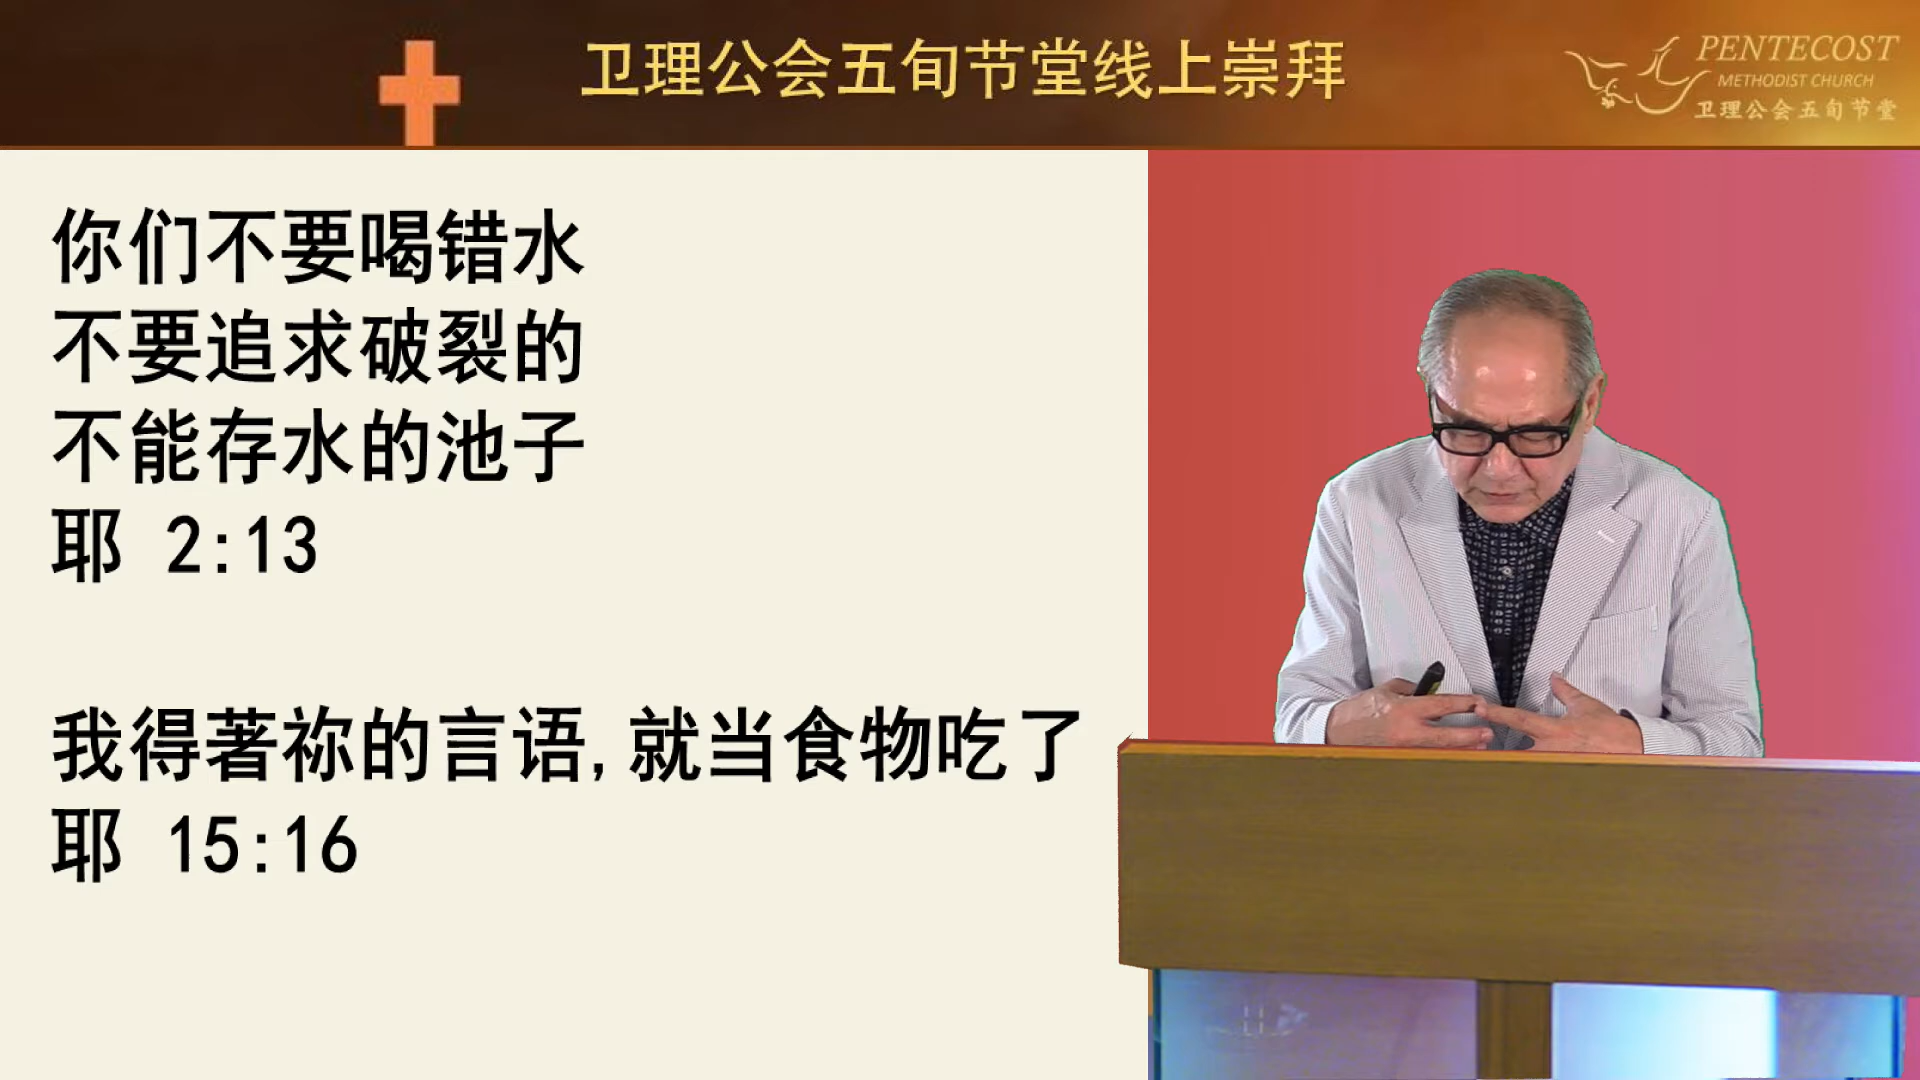 卫理公会五旬节堂线上崇拜
PENTECOST
METHODIST CHURCH
卫理公会五旬节堂
你们不要喝错水
不要追求破裂的
不能存水的池子
耶 2:13
我得著祢的言语,就当食物吃了
耶 15:16